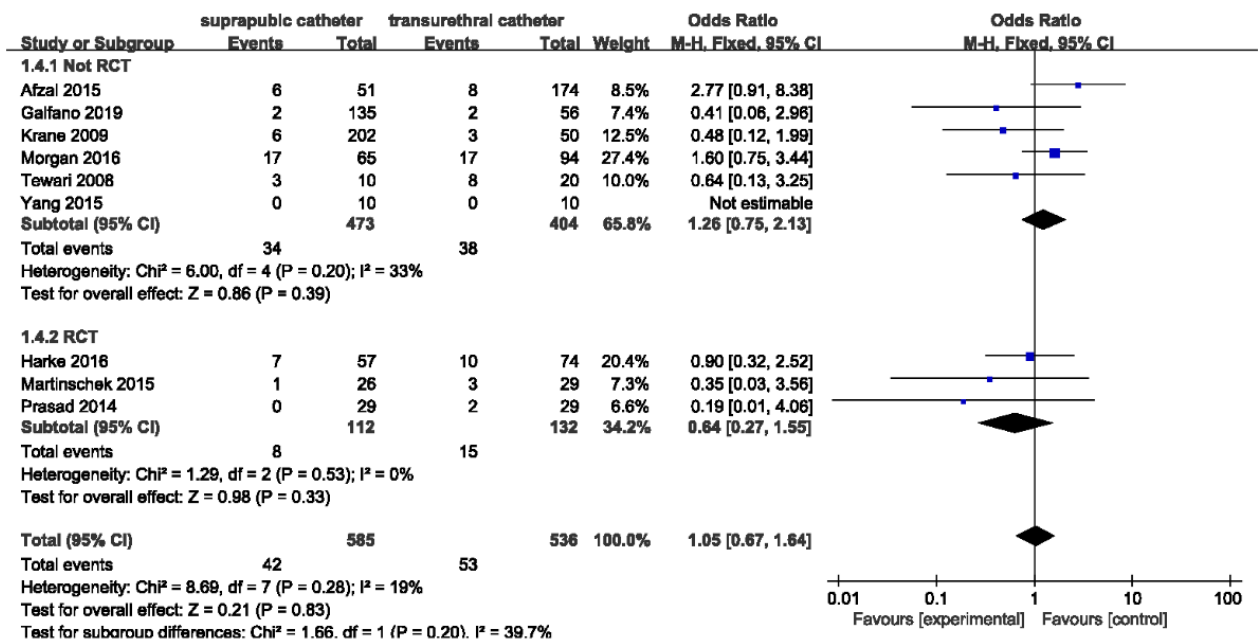 suprapubic catheter transurethral catheter Odds Ratio Odds Ratio
Study or Subgroup Events Total Events Total Weight M-H, Fixed, 95% CI M-H, Fixed, 95% CI
1.4.1 Not RCT
Afzal 2015 6 51 8 174 8.5% 2.77 [0.91, 8.38]
Galfano 2019 2 135 2 56 7.4% 0.41 [0.06, 2.96]
Krane 2009 6 202 3 50 12.5% 0.48 [0.12, 1.99]
Morgan 2016 17 65 17 94 27.4% 1.60 [0.75, 3.44]
Tewari 2008 3 10 8 20 10.0% 0.64 [0.13, 3.25]
Yang 2015 0 10 0 10 Not estimable
Subtotal (95% CI) 473 404 65.8% 1.26 [0.75, 2.13]
Total events 34 38
Heterogeneity: Chi² = 6.00, df = 4 (P = 0.20); I² = 33%
Test for overall effect: Z = 0.86 (P = 0.39)
1.4.2 RCT
Harke 2016 7 57 10 74 20.4% 0.90 [0.32, 2.52]
Martinschek 2015 1 26 3 29 7.3% 0.35 [0.03, 3.56]
Prasad 2014 0 29 2 29 6.6% 0.19 [0.01, 4.06]
Subtotal (95% CI) 112 132 34.2% 0.64 [0.27, 1.55]
Total events 8 15
Heterogeneity: Chi² = 1.29, df = 2 (P = 0.53); I² = 0%
Test for overall effect: Z = 0.98 (P = 0.33)
Total (95% CI) 585 536 100.0% 1.05 [0.67, 1.64]
Total events 42 53
Heterogeneity: Chi² = 8.69, df = 7 (P = 0.28); I² = 19%
Test for overall effect: Z = 0.21 (P = 0.83)
Test for subgroup differences: Chi² = 1.66, df = 1 (P = 0.20), I² = 39.7%
0.01 0.1 1 10 100
Favours [experimental] Favours [control]